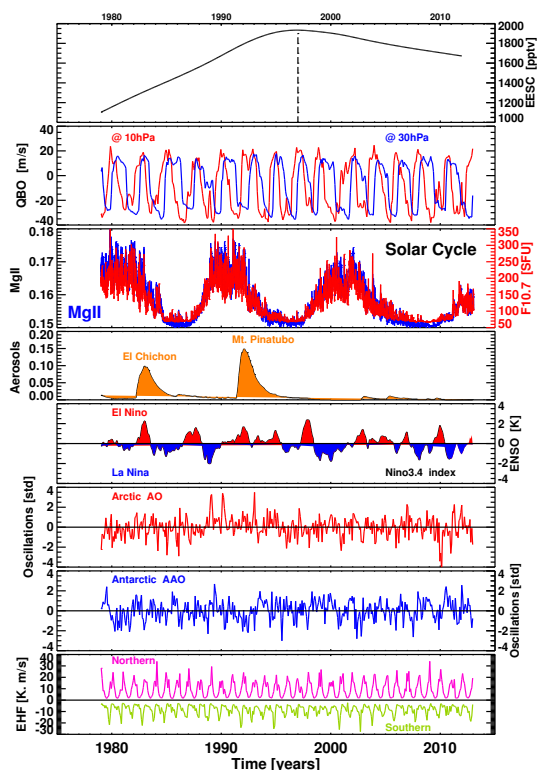 1980 1990 2000 2010
2000
1800
1600
1400
1200
1000
EESC [pptv]
@ 10hPa @ 30hPa
QBO [m/s]
40
20
0
-20
-40
Solar Cycle
MgII
MgII
0.18
0.17
0.16
0.15
350
300
250
200
150
100
50
F10.7 [SFU]
Mt. Pinatubo
El Chichon
Aerosols
0.20
0.15
0.10
0.05
0.00
El Nino
La Nina
Nino3.4 index
4
2
0
-2
-4
ENSO [K]
Arctic AO
Oscillations [std]
4
2
0
-2
-4
Antarctic AAO
4
2
0
-2
-4
Oscillations [std]
Northern
Southern
EHF [K. m/s]
40
30
20
10
0
-10
-20
-30
1980 1990 2000 2010
Time [years]